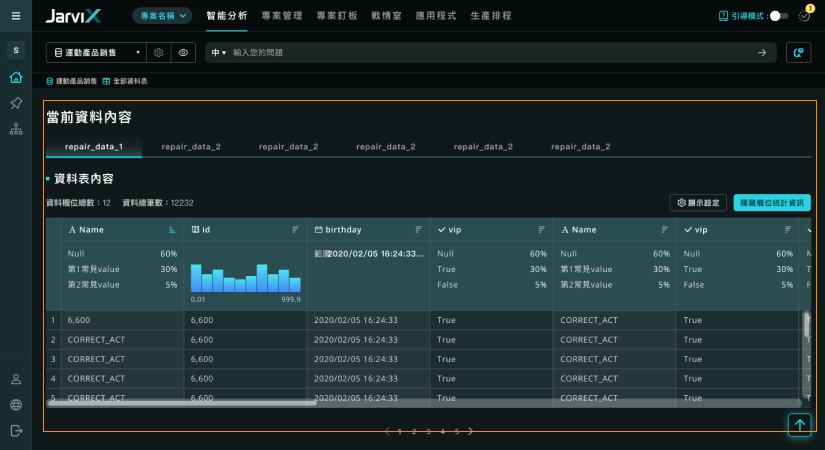 JarviX 專案名稱 智能分析 專案管理 專案釘板 戰情室 應用程式 生產排程 引導模式 : 1
S 運動產品銷售 中 輸入您的問題
運動產品銷售 全部資料表
當前資料內容
repair_data_1 repair_data_2 repair_data_2 repair_data_2 repair_data_2 repair_data_2
資料表內容
資料欄位總數：12 資料總筆數：12232 顯示設定 隱藏欄位統計資訊
A Name 123 id birthday vip A Name vip
Null 60% 範圍2020/02/05 16:24:33... Null 60% Null 60% Null 60%
第1常見value 30% True 30% 第1常見value 30% True 30%
第2常見value 5% False 5% 第2常見value 5% False 5%
0.01 999.9
1 6,600 6,600 2020/02/05 16:24:33 True CORRECT_ACT True
2 CORRECT_ACT 6,600 2020/02/05 16:24:33 True CORRECT_ACT True
3 CORRECT_ACT 6,600 2020/02/05 16:24:33 True CORRECT_ACT True
4 CORRECT_ACT 6,600 2020/02/05 16:24:33 True CORRECT_ACT True
5 CORRECT_ACT 6,600 2020/02/05 16:24:33 True CORRECT_ACT True
1 2 3 4 5